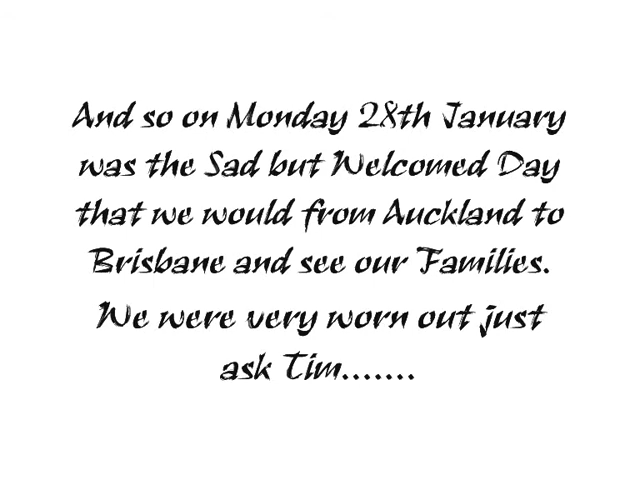 And so on Monday 28th January
was the Sad but Welcomed Day
that we would from Auckland to
Brisbane and see our Families.
We were very worn out just
ask Tim.......